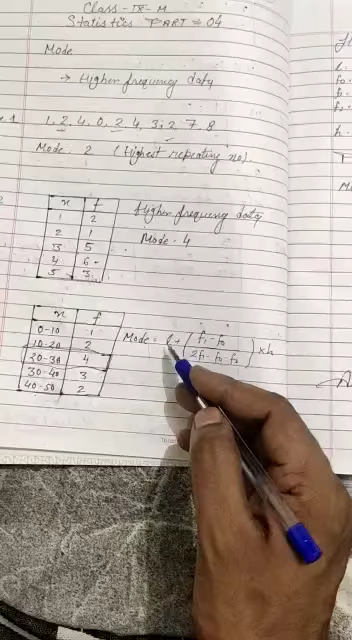 Class-IX-M
Statistics PART = 04
Mode
→ Higher frequency data
1, 2, 4, 0, 2, 4, 3, 2 7, 8
Mode = 2 (Highest repeating no)
x f
1 2
2 1
3 5
4 6
5 3
Higher frequency data
Mode = 4
x f
0-10 1
10-20 2
20-30 4
30-40 3
40-50 2
Mode = l + (f1 - f0 / 2f1 - f0 f2) × h